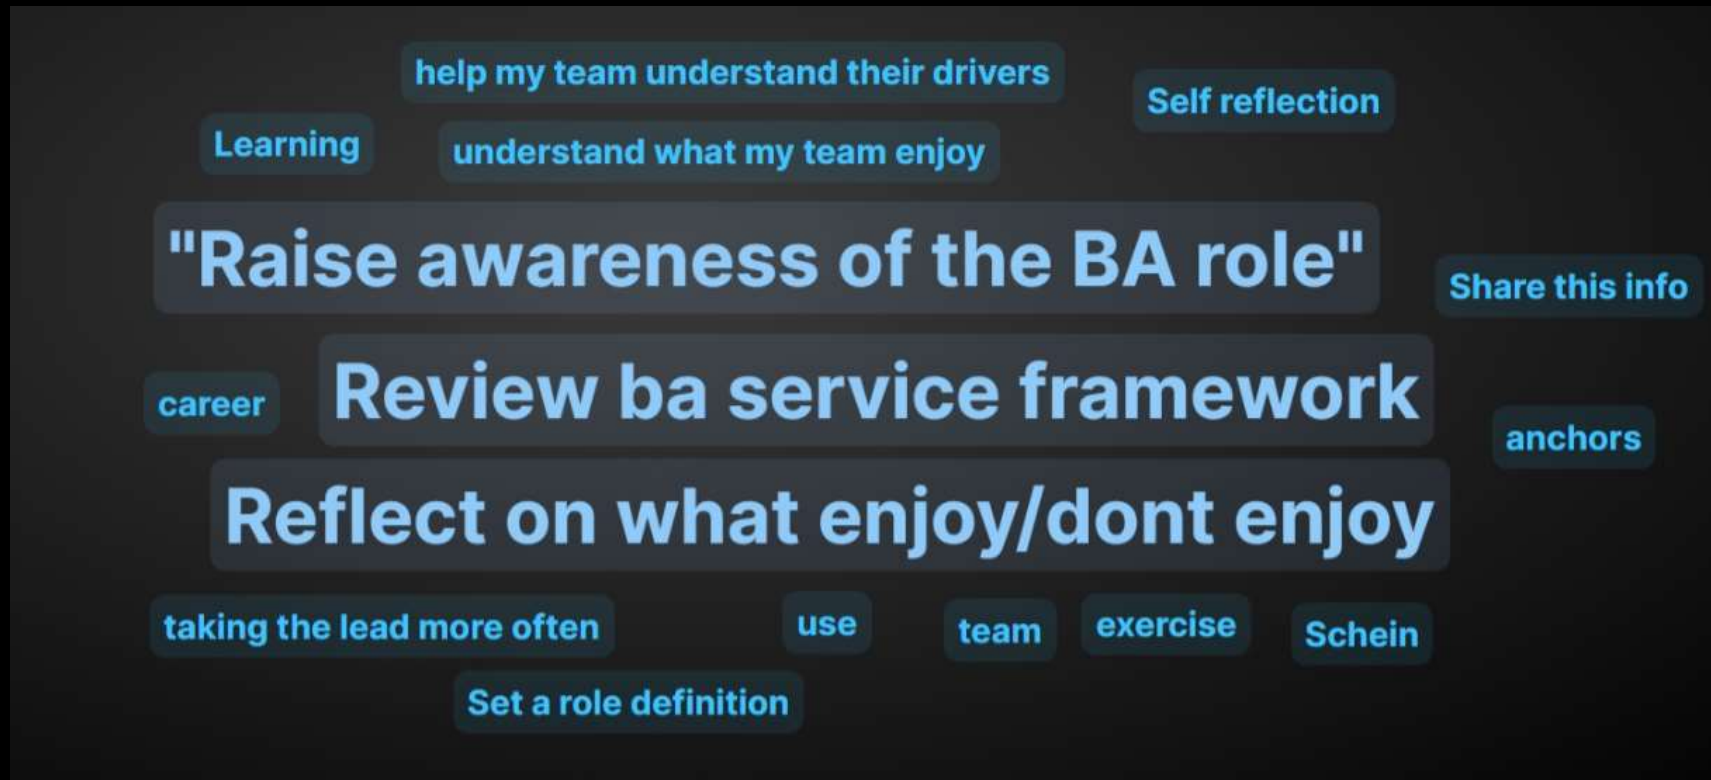 help my team understand their drivers
Self reflection
Learning
understand what my team enjoy
"Raise awareness of the BA role"
Share this info
Review ba service framework
career
anchors
Reflect on what enjoy/dont enjoy
taking the lead more often
use
team
exercise
Schein
Set a role definition